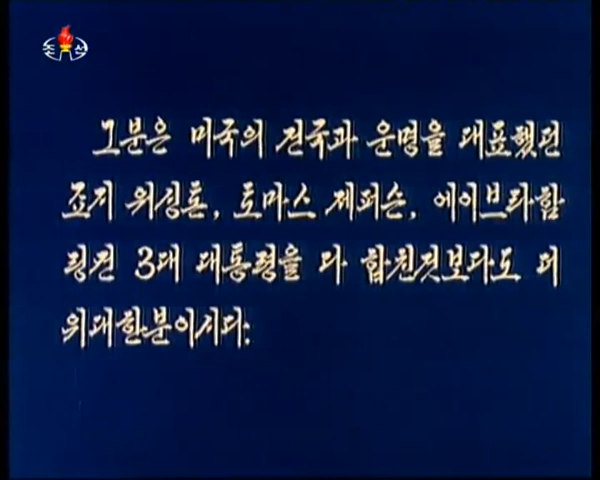 조선
그분은 미국의 건국과 운명을 대표했던
죠지 워싱톤, 토마스 제퍼슨, 에이브라함
링컨 3대 대통령을 다 합친것보다도 더
위대한분이시다.